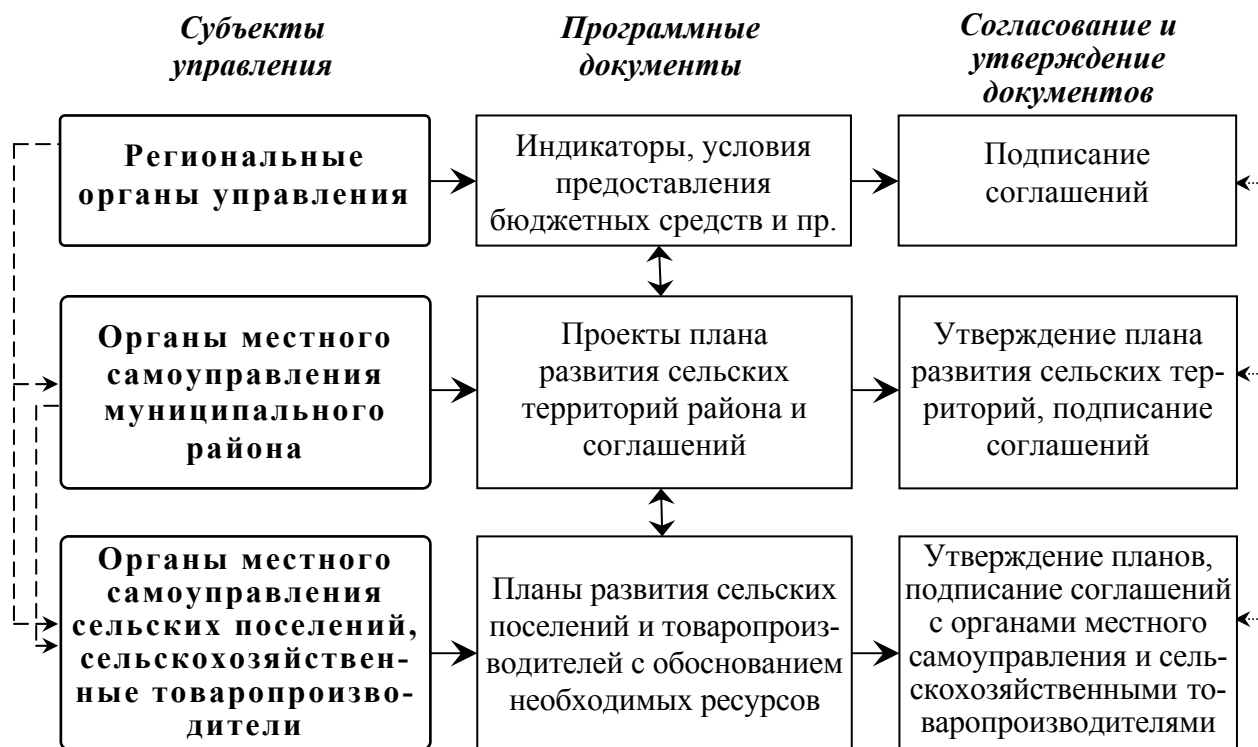 Субъекты
управления
Программные
документы
Согласование и
утверждение
документов
Региональные
органы управления
Индикаторы, условия
предоставления
бюджетных средств и пр.
Подписание
соглашений
Органы местного
самоуправления
муниципального
района
Проекты плана
развития сельских
территорий района и
соглашений
Утверждение плана
развития сельских тер-
риторий, подписание
соглашений
Органы местного
самоуправления
сельских поселений,
сельскохозяйствен-
ные товаропроизво-
дители
Планы развития сельских
поселений и товаропроиз-
водителей с обоснованием
необходимых ресурсов
Утверждение планов,
подписание соглашений
с органами местного
самоуправления и сель-
скохозяйственными то-
варопроизводителями